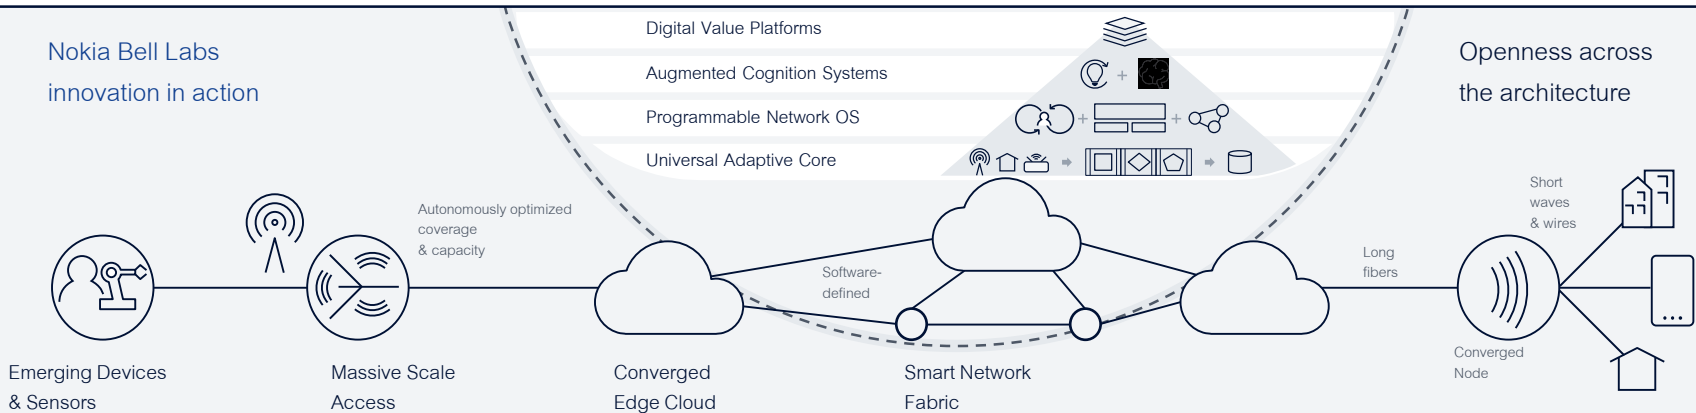 Nokia Bell Labs
innovation in action
Digital Value Platforms
Augmented Cognition Systems
Programmable Network OS
Universal Adaptive Core
Openness across
the architecture
Autonomously optimized
coverage
& capacity
Software-
defined
Long
fibers
Short
waves
& wires
Converged
Node
Emerging Devices
& Sensors
Massive Scale
Access
Converged
Edge Cloud
Smart Network
Fabric